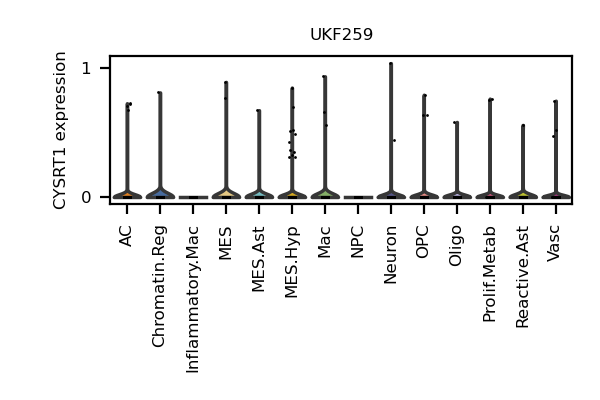 UKF259
CYSRT1 expression
1
0
AC
Chromatin.Reg
Inflammatory.Mac
MES
MES.Ast
MES.Hyp
Mac
NPC
Neuron
OPC
Oligo
Prolif.Metab
Reactive.Ast
Vasc